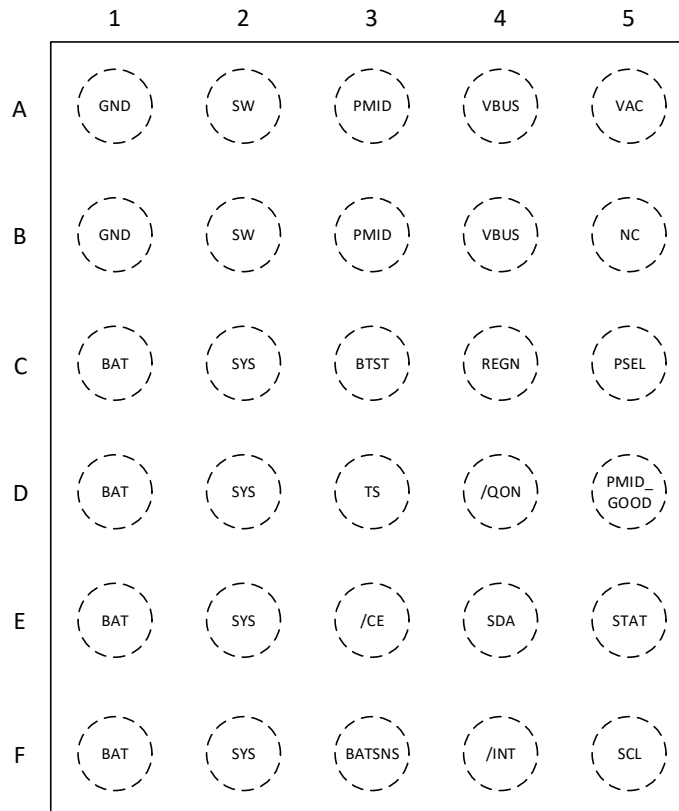 1 2 3 4 5
A GND SW PMID VBUS VAC
B GND SW PMID VBUS NC
C BAT SYS BTST REGN PSEL
D BAT SYS TS /QON PMID_
GOOD
E BAT SYS /CE SDA STAT
F BAT SYS BATSNS /INT SCL